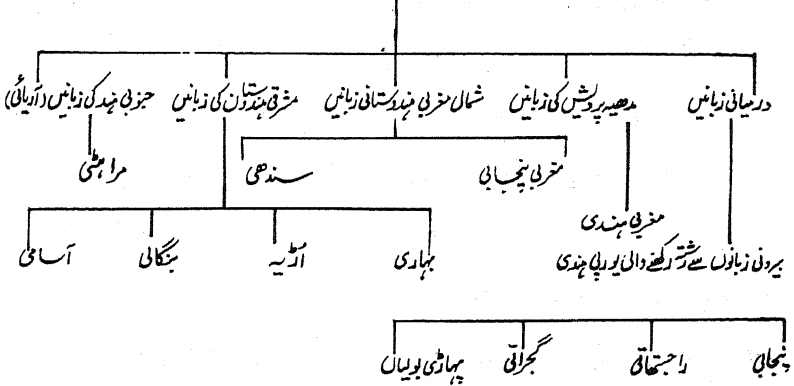 درمیانی زبانیں مدھیہ پردیش کی زبانیں شمال مغربی ہندوستانی زبانیں مشرقی ہندوستان کی زبانیں جنوبی ہند کی زبانیں (آریائی)
مغربی پنجابی سندھی مراہٹی
مغربی ہندی
بیرونی زبانوں سے رشتہ رکھنے والی پوربی ہندی بہاری اڑیہ بنگالی آسامی
پنجابی راجستھانی گجراتی پہاڑی بولیاں